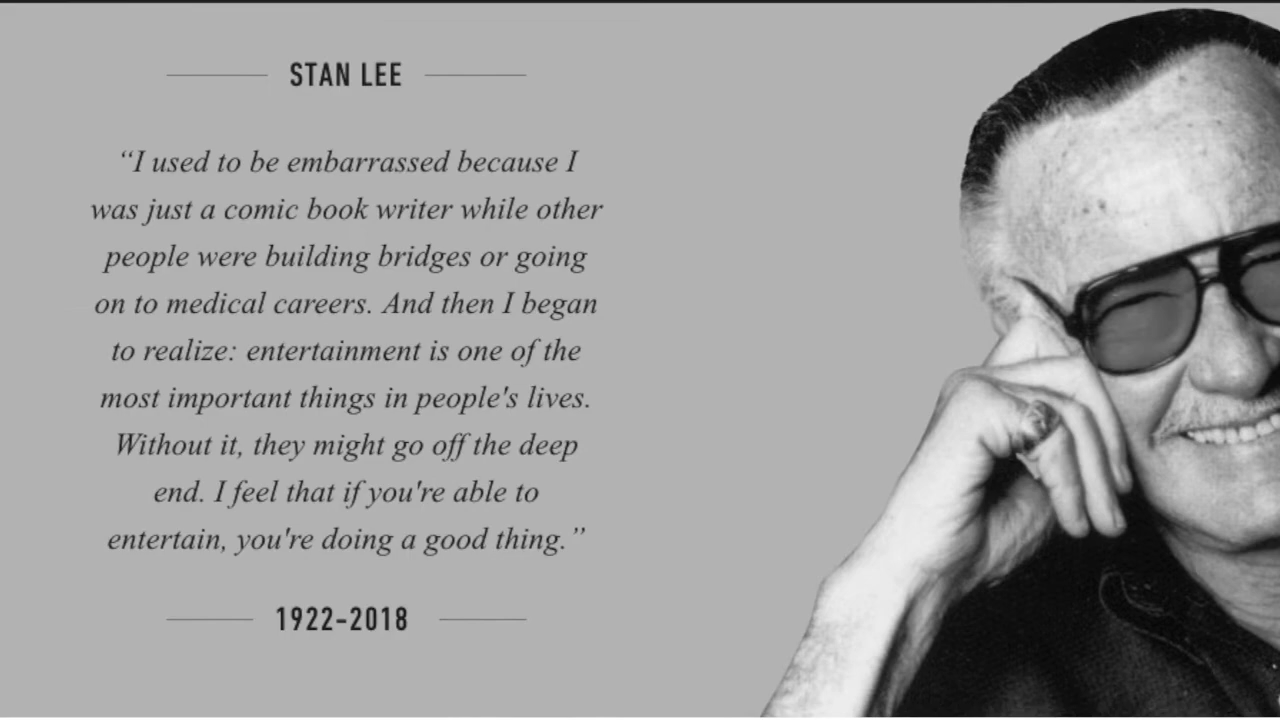 STAN LEE
“I used to be embarrassed because I
was just a comic book writer while other
people were building bridges or going
on to medical careers. And then I began
to realize: entertainment is one of the
most important things in people's lives.
Without it, they might go off the deep
end. I feel that if you're able to
entertain, you're doing a good thing.”
1922-2018